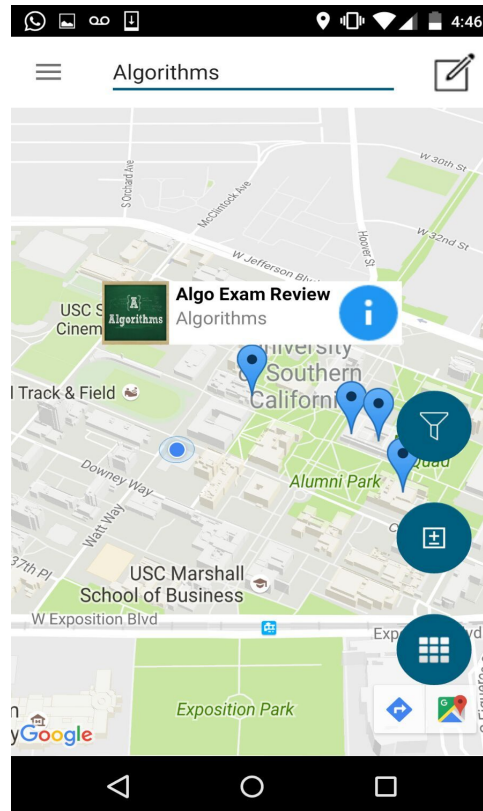 4:46
Algorithms
W 30th St
S Orchard Ave
McClintock Ave
Hoover St
W 32nd St
W Jefferson Blvd
{A}
Algorithms
Algo Exam Review
Algorithms
i
USC S
Cinem
University
of Southern
California
l Track & Field
Quad
Alumni Park
Downey Way
Watt Way
37th Pl
USC Marshall
School of Business
W Exposition Blvd
Exp
vd
Exposition Park
S Figueroa S
n
y
Google
G